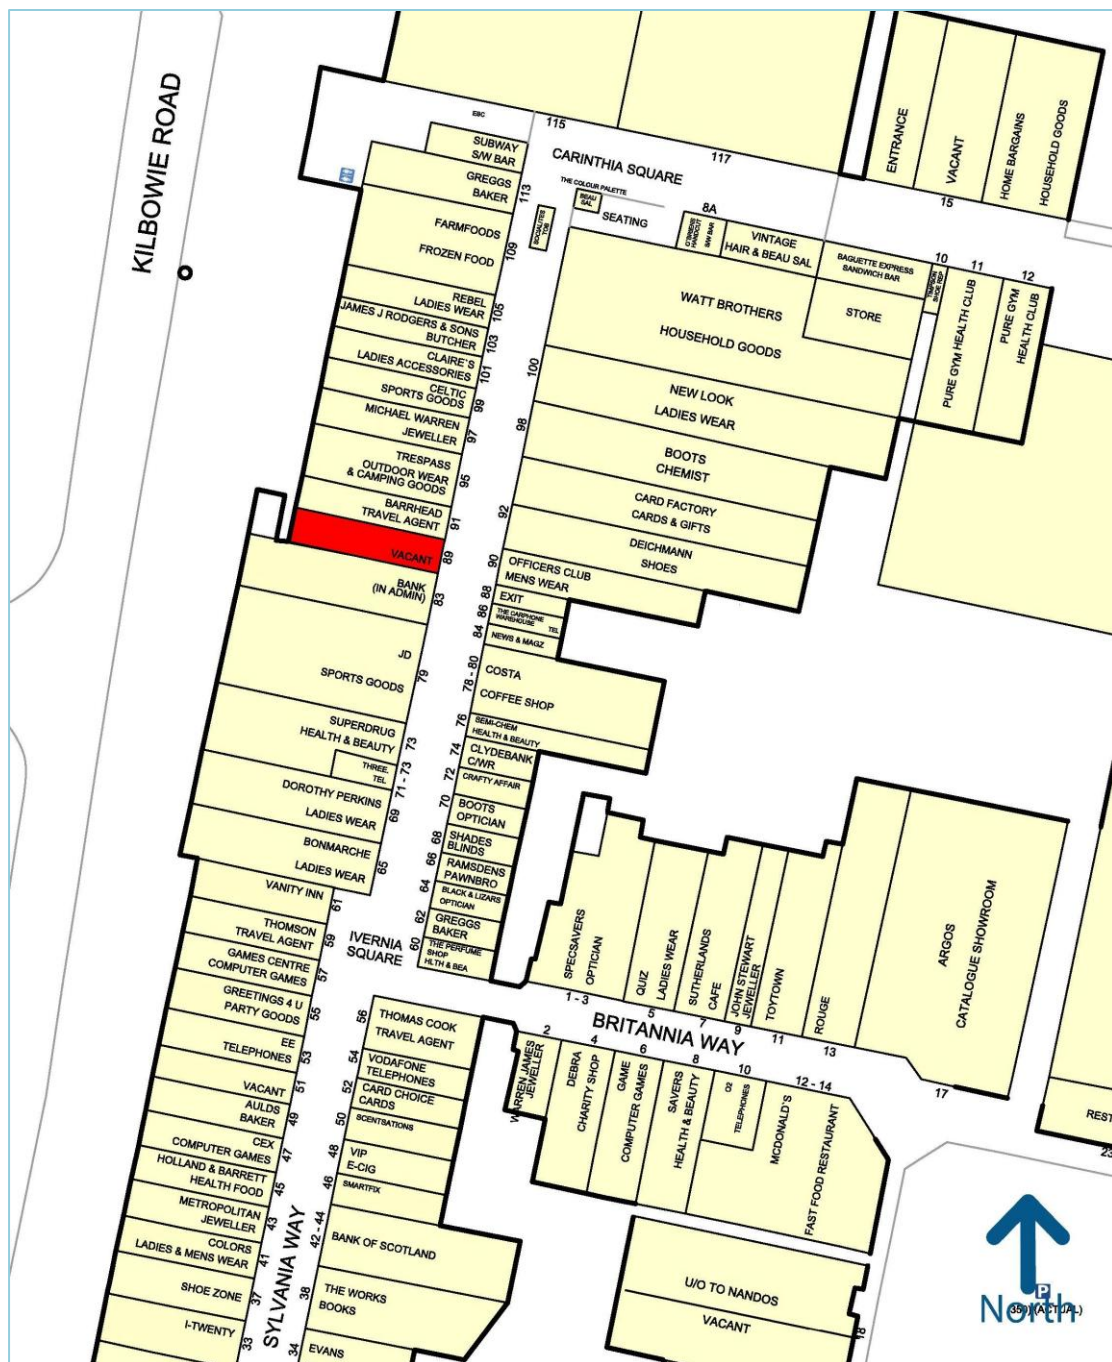 KILBOWIE ROAD
ESC
115
117
CARINTHIA SQUARE
ENTRANCE
VACANT
HOME BARGAINS
HOUSEHOLD GOODS
15
SUBWAY
S/W BAR
GREGGS
BAKER
113
THE COLOUR PALETTE
BEAU
SAL
SEATING
SOCIALITES
TOB
8A
O'BRIENS
S/W BAR
VINTAGE
HAIR & BEAU SAL
BAGUETTE EXPRESS
SANDWICH BAR
10
TIMPSON
SHOE REP
11
12
PURE GYM HEALTH CLUB
PURE GYM
HEALTH CLUB
FARMFOODS
FROZEN FOOD
109
REBEL
LADIES WEAR
105
JAMES J RODGERS & SONS
BUTCHER
103
CLAIRE'S
LADIES ACCESSORIES
101
CELTIC
SPORTS GOODS
99
MICHAEL WARREN
JEWELLER
97
TRESPASS
OUTDOOR WEAR
& CAMPING GOODS
95
BARRHEAD
TRAVEL AGENT
91
VACANT
89
BANK
(IN ADMIN)
83
JD
SPORTS GOODS
79
SUPERDRUG
HEALTH & BEAUTY
73
THREE,
TEL
71 - 73
DOROTHY PERKINS
LADIES WEAR
69
BONMARCHE
LADIES WEAR
65
WATT BROTHERS
HOUSEHOLD GOODS
STORE
100
NEW LOOK
LADIES WEAR
98
BOOTS
CHEMIST
CARD FACTORY
CARDS & GIFTS
92
DEICHMANN
SHOES
90
OFFICERS CLUB
MENS WEAR
88
EXIT
86
THE CARPHONE
WAREHOUSE TEL
84
NEWS & MAGZ
78 - 80
COSTA
COFFEE SHOP
76
SEMI-CHEM
HEALTH & BEAUTY
74
CLYDEBANK
C/WR
72
CRAFTY AFFAIR
70
BOOTS
OPTICIAN
68
SHADES
BLINDS
66
RAMSDENS
PAWNBRO
64
BLACK & LIZARS
OPTICIAN
62
GREGGS
BAKER
60
THE PERFUME
SHOP
HLTH & BEA
VANITY INN
61
THOMSON
TRAVEL AGENT
59
IVERNIA
SQUARE
GAMES CENTRE
COMPUTER GAMES
57
GREETINGS 4 U
PARTY GOODS
55
EE
TELEPHONES
53
VACANT
51
AULDS
BAKER
49
CEX
COMPUTER GAMES
47
HOLLAND & BARRETT
HEALTH FOOD
45
METROPOLITAN
JEWELLER
43
COLORS
LADIES & MENS WEAR
41
SHOE ZONE
37
I-TWENTY
33
SYLVANIA WAY
56
THOMAS COOK
TRAVEL AGENT
54
VODAFONE
TELEPHONES
52
CARD CHOICE
CARDS
50
SCENTSATIONS
48
VIP
E-CIG
46
SMARTFIX
42 - 44
BANK OF SCOTLAND
38
THE WORKS
BOOKS
34
EVANS
SPECSAVERS
OPTICIAN
1 - 3
QUIZ
LADIES WEAR
5
SUTHERLANDS
CAFE
7
JOHN STEWART
JEWELLER
9
TOYTOWN
11
ROUGE
13
ARGOS
CATALOGUE SHOWROOM
17
BRITANNIA WAY
2
WARREN JAMES
JEWELLER
4
DEBRA
CHARITY SHOP
6
GAME
COMPUTER GAMES
8
SAVERS
HEALTH & BEAUTY
10
O2
TELEPHONES
12 - 14
MCDONALD'S
FAST FOOD RESTAURANT
REST
23
U/O TO NANDOS
VACANT
18
P
North